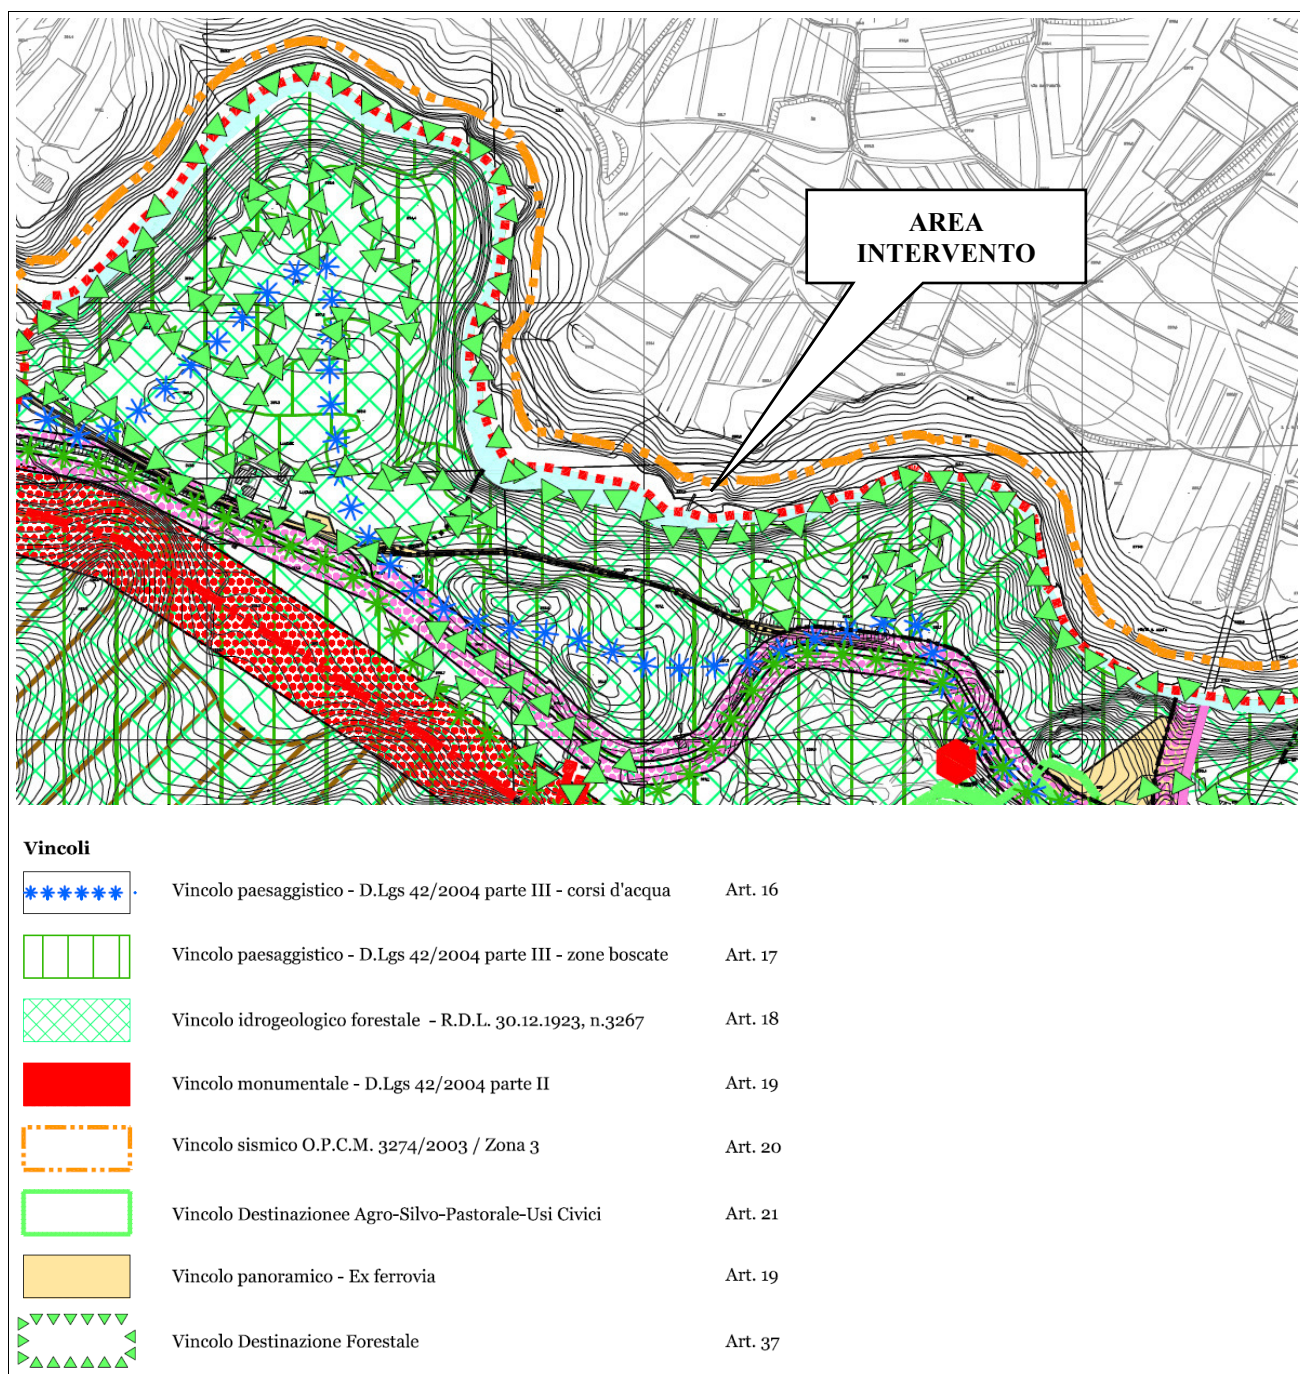 AREA
INTERVENTO
Vincoli
Vincolo paesaggistico - D.Lgs 42/2004 parte III - corsi d'acqua Art. 16
Vincolo paesaggistico - D.Lgs 42/2004 parte III - zone boscate Art. 17
Vincolo idrogeologico forestale - R.D.L. 30.12.1923, n.3267 Art. 18
Vincolo monumentale - D.Lgs 42/2004 parte II Art. 19
Vincolo sismico O.P.C.M. 3274/2003 / Zona 3 Art. 20
Vincolo Destinazionee Agro-Silvo-Pastorale-Usi Civici Art. 21
Vincolo panoramico - Ex ferrovia Art. 19
Vincolo Destinazione Forestale Art. 37